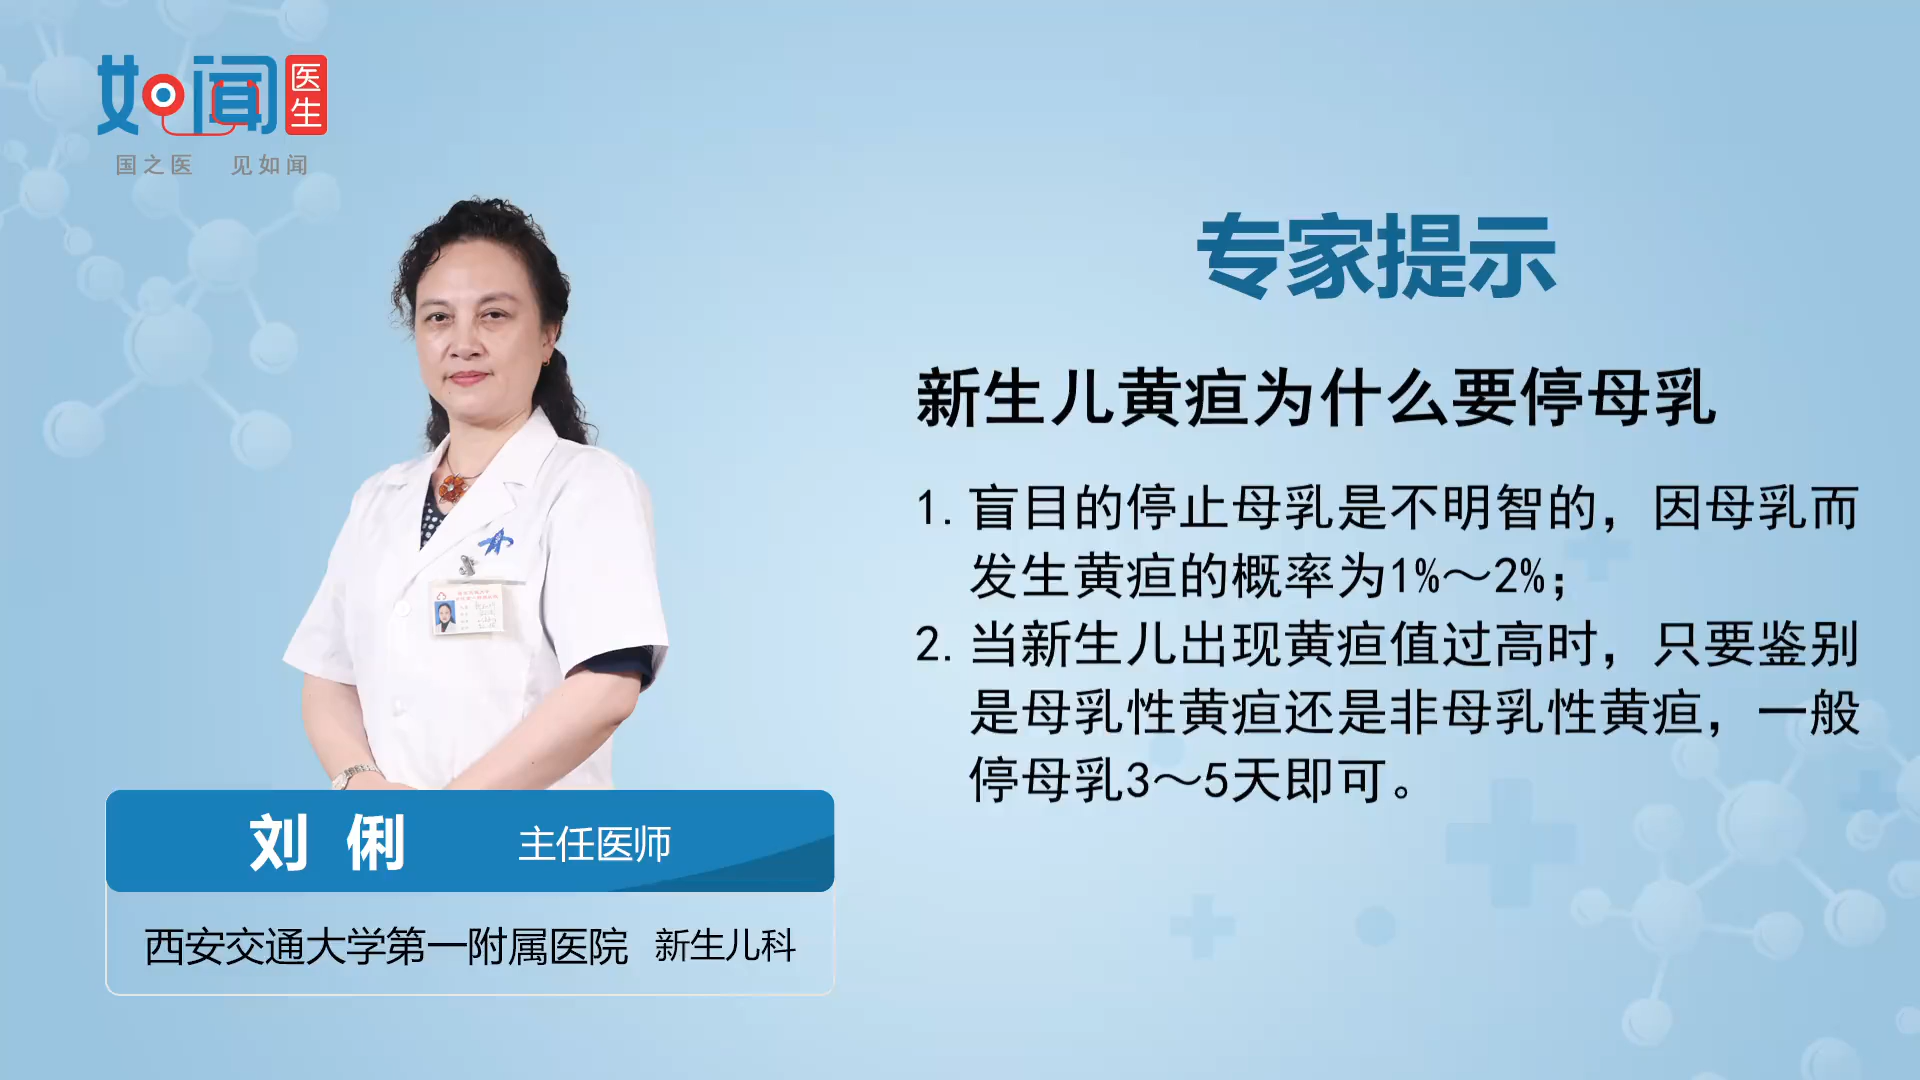 如闻医生
国之医 见如闻
专家提示
新生儿黄疸为什么要停母乳
1.盲目的停止母乳是不明智的，因母乳而
发生黄疸的概率为1%～2%；
2.当新生儿出现黄疸值过高时，只要鉴别
是母乳性黄疸还是非母乳性黄疸，一般
停母乳3～5天即可。
刘 俐 主任医师
西安交通大学第一附属医院 新生儿科